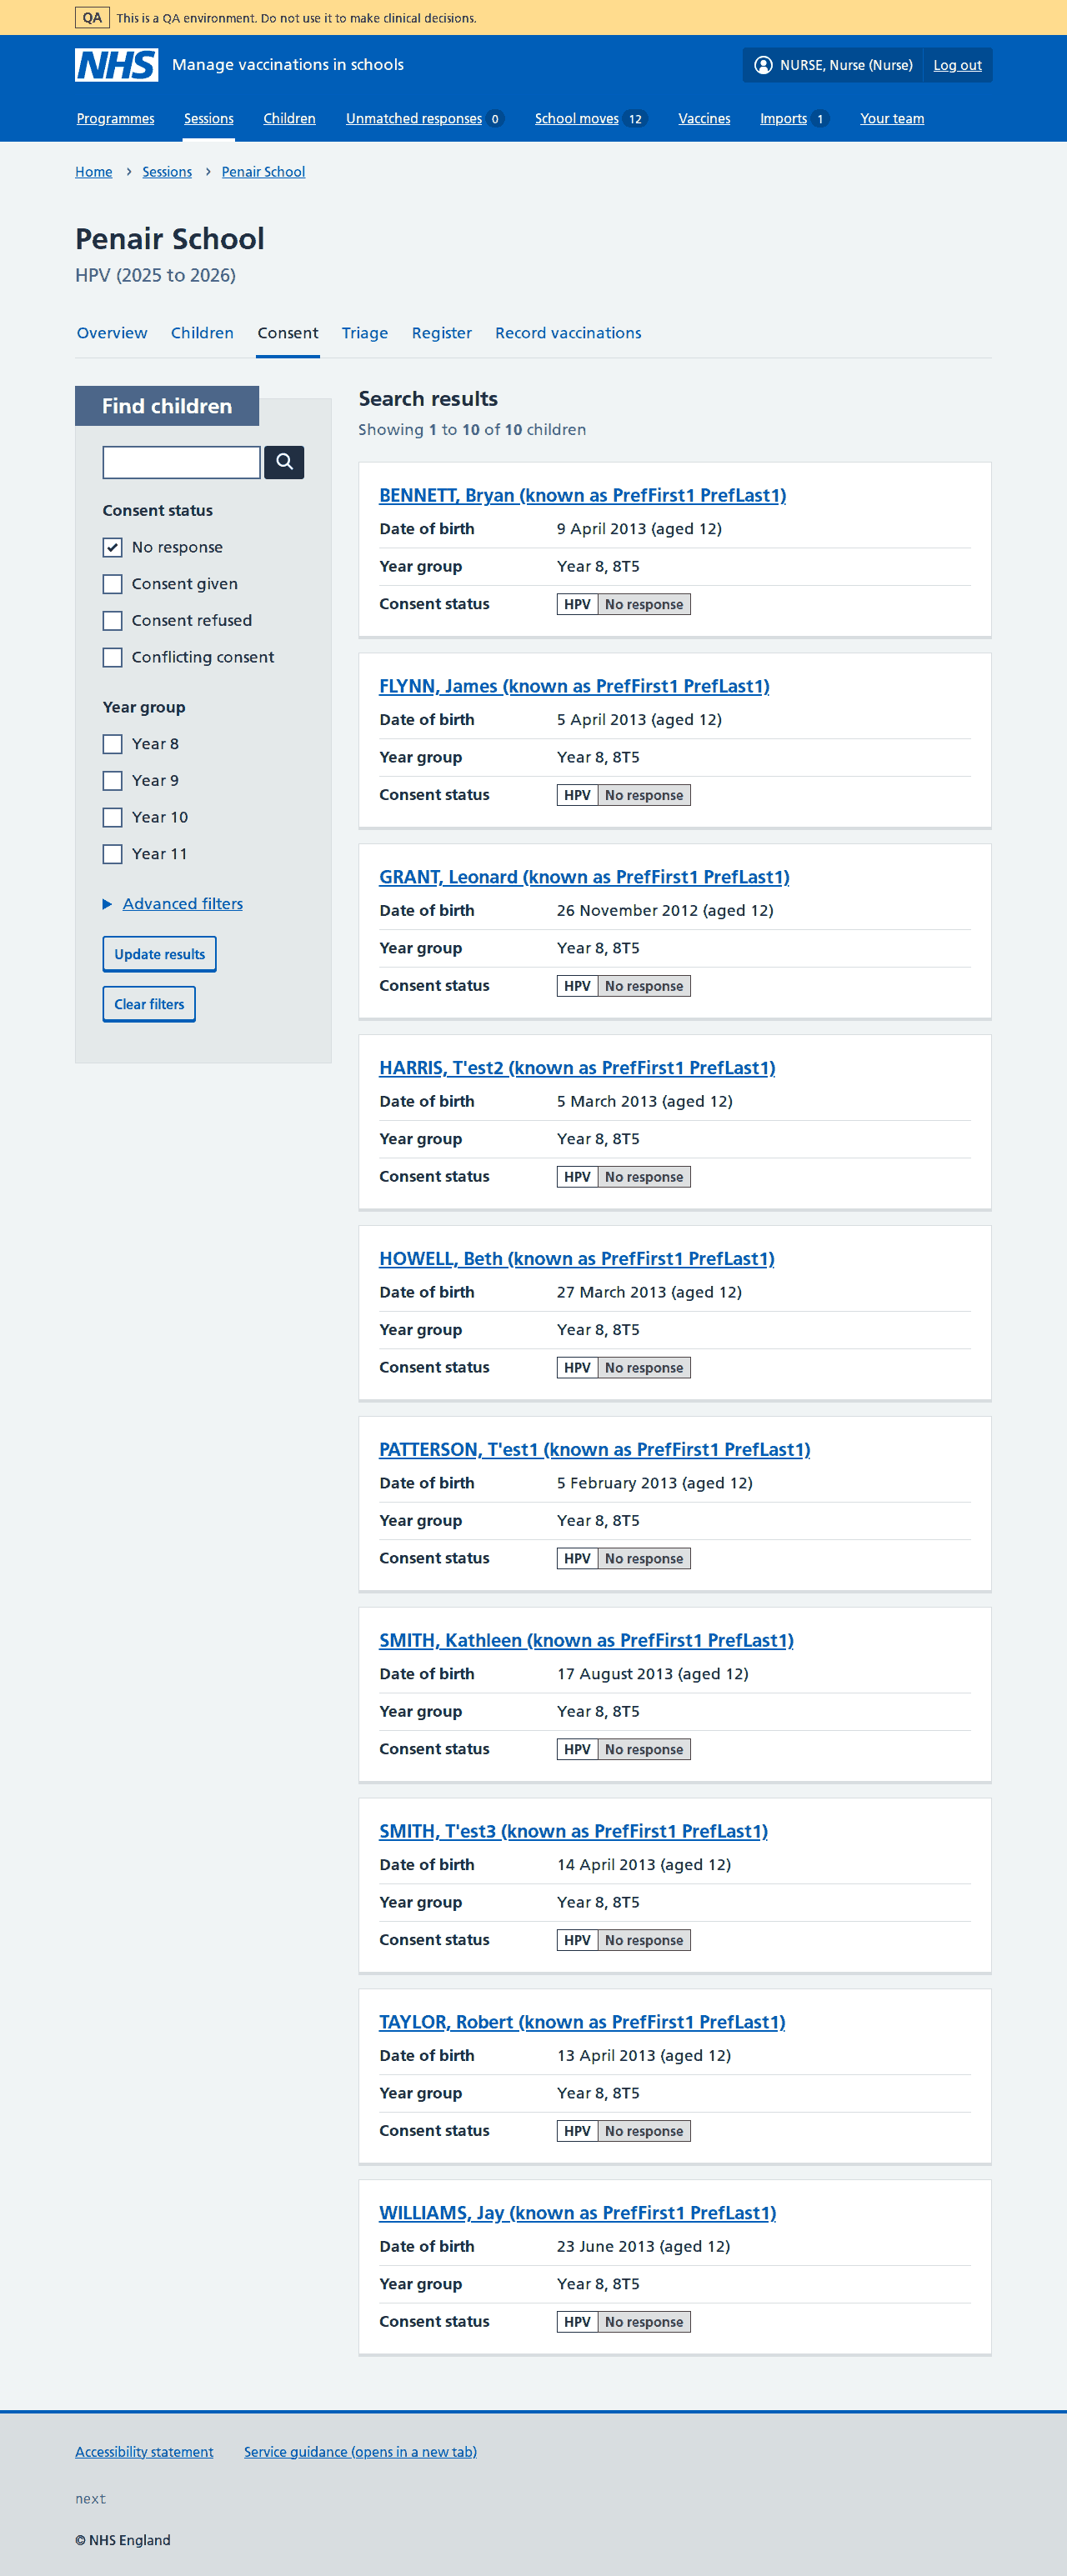 QA This is a QA environment. Do not use it to make clinical decisions.
NHS Manage vaccinations in schools NURSE, Nurse (Nurse) Log out
Programmes Sessions Children Unmatched responses 0 School moves 12 Vaccines Imports 1 Your team
Home Sessions Penair School
Penair School
HPV (2025 to 2026)
Overview Children Consent Triage Register Record vaccinations
Find children
Consent status
No response
Consent given
Consent refused
Conflicting consent
Year group
Year 8
Year 9
Year 10
Year 11
Advanced filters
Update results
Clear filters
Search results
Showing 1 to 10 of 10 children
BENNETT, Bryan (known as PrefFirst1 PrefLast1)
Date of birth 9 April 2013 (aged 12)
Year group Year 8, 8T5
Consent status HPV No response
FLYNN, James (known as PrefFirst1 PrefLast1)
Date of birth 5 April 2013 (aged 12)
Year group Year 8, 8T5
Consent status HPV No response
GRANT, Leonard (known as PrefFirst1 PrefLast1)
Date of birth 26 November 2012 (aged 12)
Year group Year 8, 8T5
Consent status HPV No response
HARRIS, T'est2 (known as PrefFirst1 PrefLast1)
Date of birth 5 March 2013 (aged 12)
Year group Year 8, 8T5
Consent status HPV No response
HOWELL, Beth (known as PrefFirst1 PrefLast1)
Date of birth 27 March 2013 (aged 12)
Year group Year 8, 8T5
Consent status HPV No response
PATTERSON, T'est1 (known as PrefFirst1 PrefLast1)
Date of birth 5 February 2013 (aged 12)
Year group Year 8, 8T5
Consent status HPV No response
SMITH, Kathleen (known as PrefFirst1 PrefLast1)
Date of birth 17 August 2013 (aged 12)
Year group Year 8, 8T5
Consent status HPV No response
SMITH, T'est3 (known as PrefFirst1 PrefLast1)
Date of birth 14 April 2013 (aged 12)
Year group Year 8, 8T5
Consent status HPV No response
TAYLOR, Robert (known as PrefFirst1 PrefLast1)
Date of birth 13 April 2013 (aged 12)
Year group Year 8, 8T5
Consent status HPV No response
WILLIAMS, Jay (known as PrefFirst1 PrefLast1)
Date of birth 23 June 2013 (aged 12)
Year group Year 8, 8T5
Consent status HPV No response
Accessibility statement Service guidance (opens in a new tab)
next
© NHS England